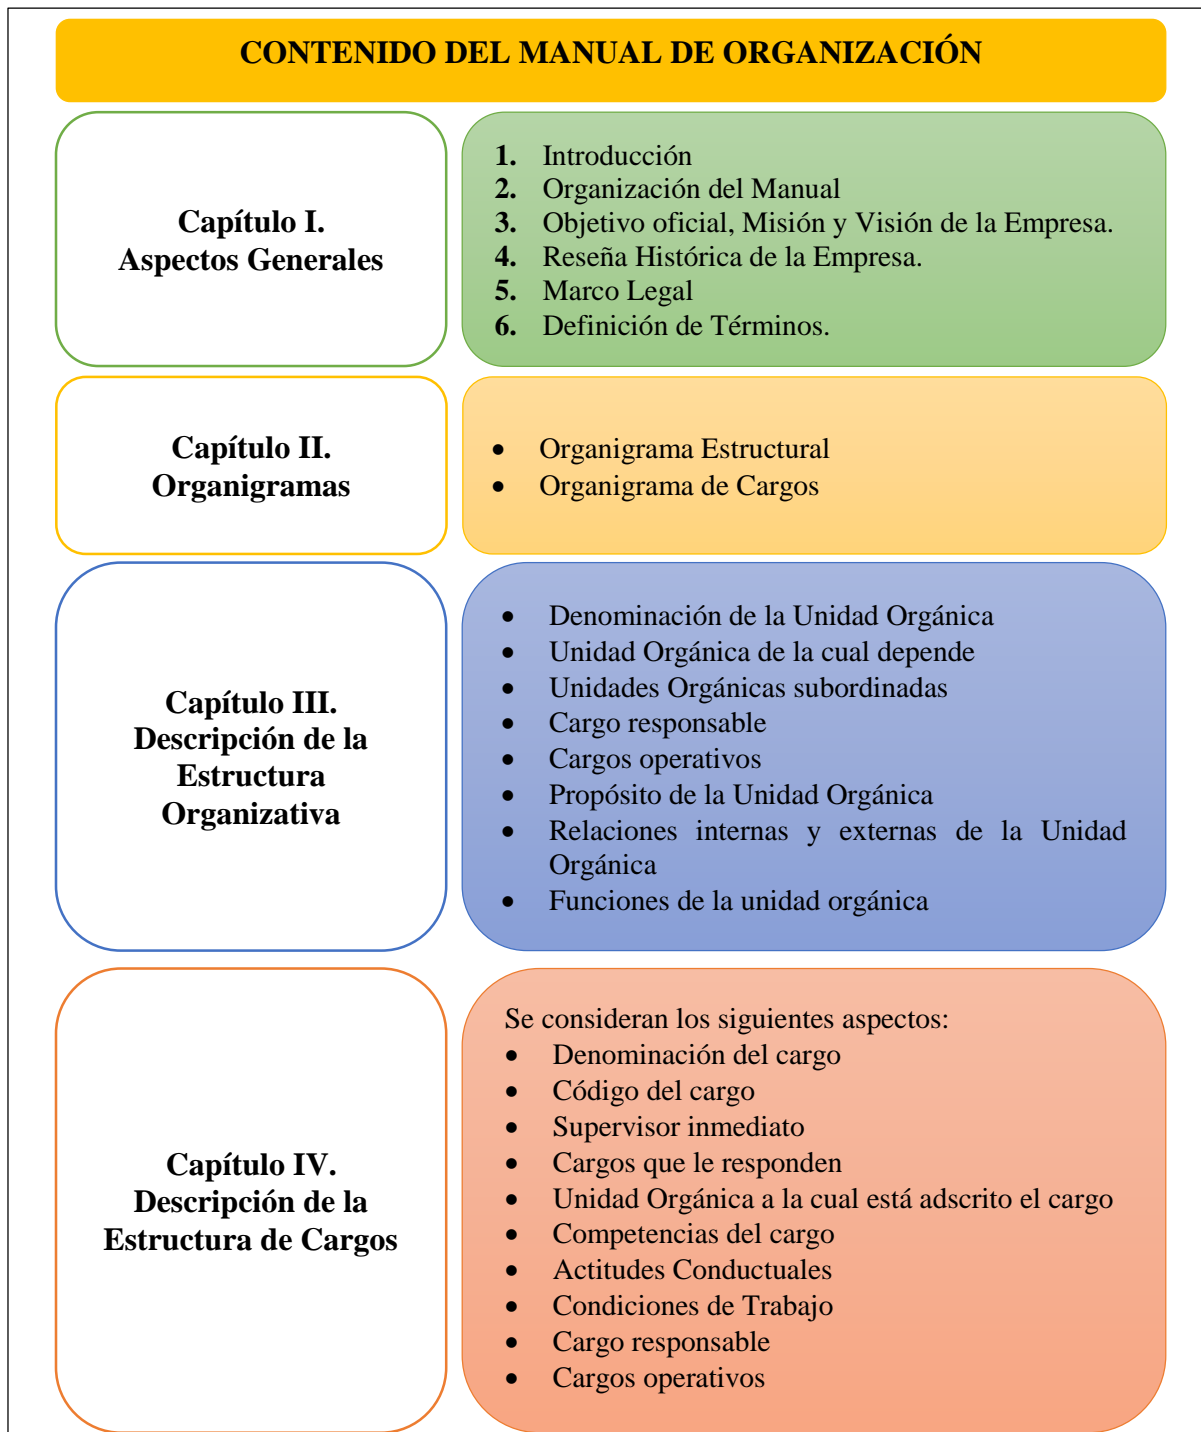 CONTENIDO DEL MANUAL DE ORGANIZACIÓN
Capítulo I.
Aspectos Generales
1. Introducción
2. Organización del Manual
3. Objetivo oficial, Misión y Visión de la Empresa.
4. Reseña Histórica de la Empresa.
5. Marco Legal
6. Definición de Términos.
Capítulo II.
Organigramas
• Organigrama Estructural
• Organigrama de Cargos
Capítulo III.
Descripción de la
Estructura
Organizativa
• Denominación de la Unidad Orgánica
• Unidad Orgánica de la cual depende
• Unidades Orgánicas subordinadas
• Cargo responsable
• Cargos operativos
• Propósito de la Unidad Orgánica
• Relaciones internas y externas de la Unidad
Orgánica
• Funciones de la unidad orgánica
Capítulo IV.
Descripción de la
Estructura de Cargos
Se consideran los siguientes aspectos:
• Denominación del cargo
• Código del cargo
• Supervisor inmediato
• Cargos que le responden
• Unidad Orgánica a la cual está adscrito el cargo
• Competencias del cargo
• Actitudes Conductuales
• Condiciones de Trabajo
• Cargo responsable
• Cargos operativos